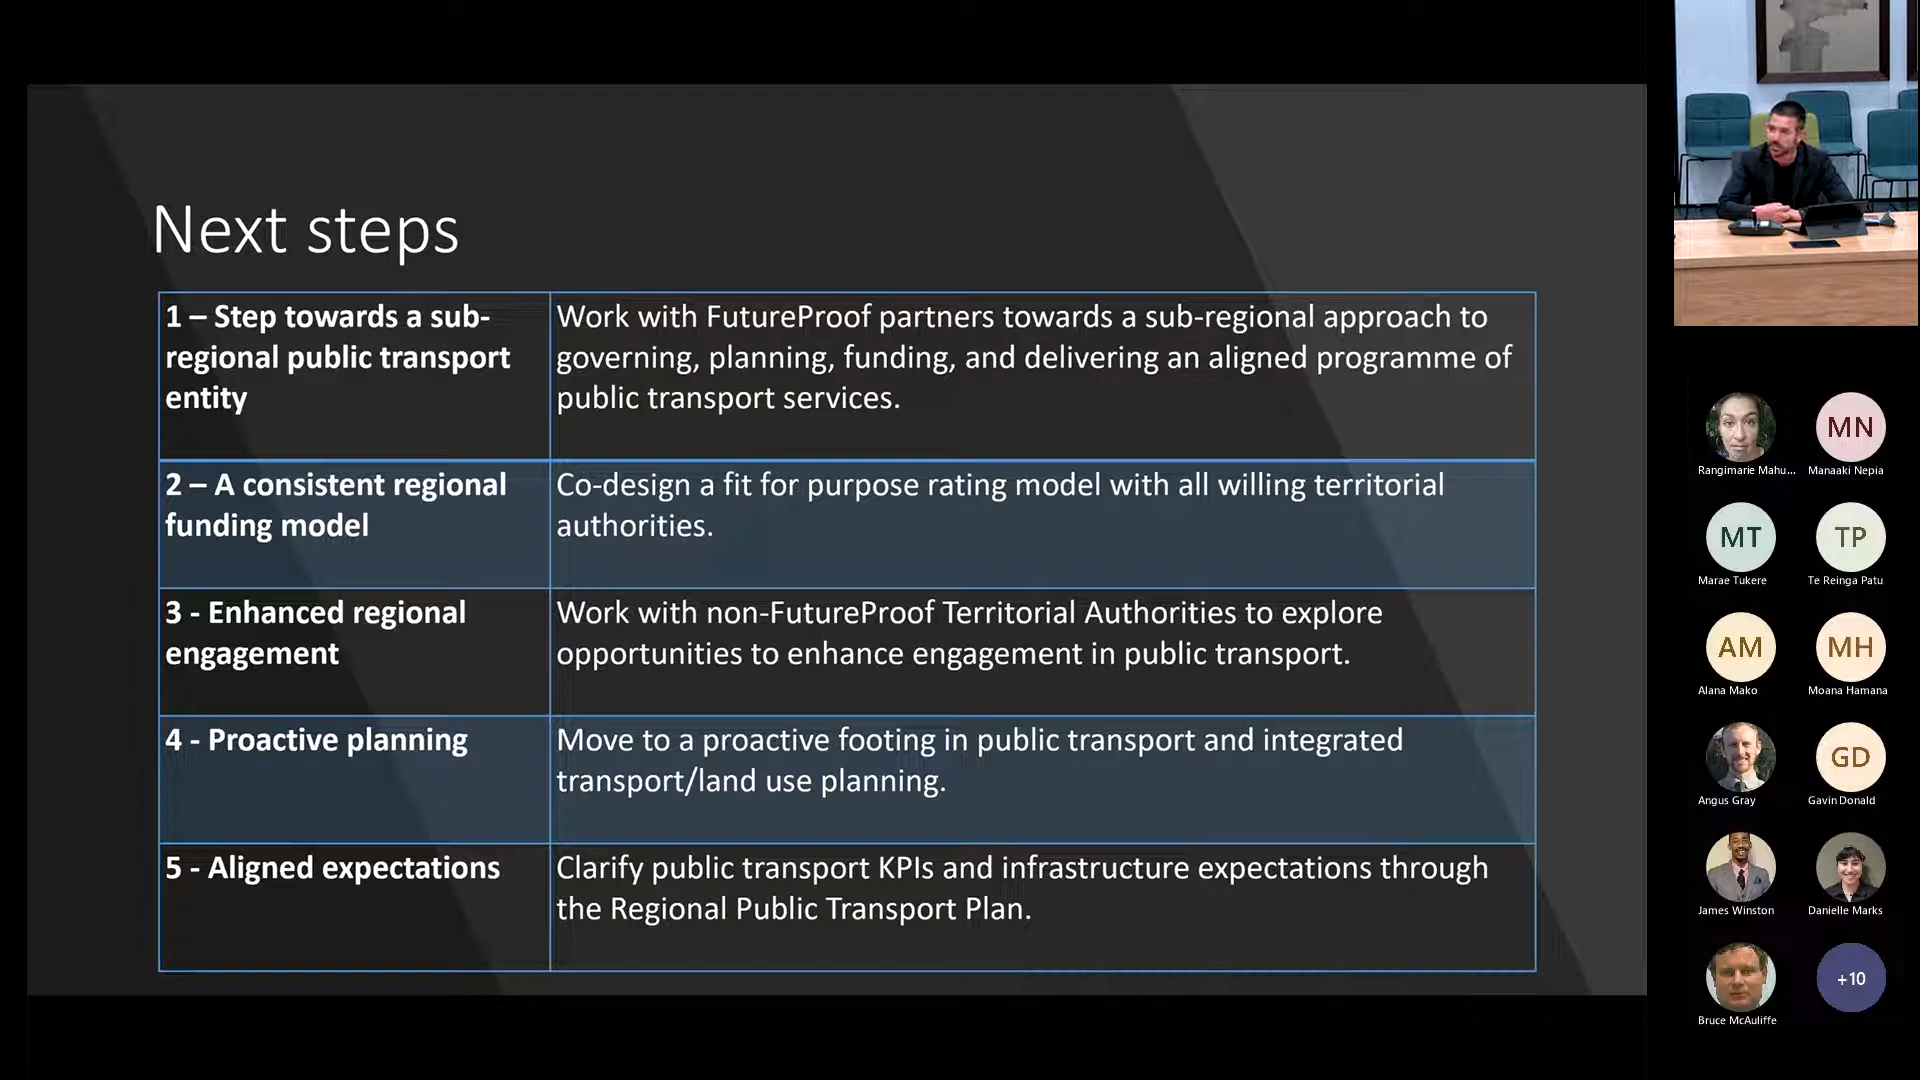 Next steps
1 – Step towards a sub-
regional public transport
entity
Work with FutureProof partners towards a sub-regional approach to
governing, planning, funding, and delivering an aligned programme of
public transport services.
2 – A consistent regional
funding model
Co-design a fit for purpose rating model with all willing territorial
authorities.
3 - Enhanced regional
engagement
Work with non-FutureProof Territorial Authorities to explore
opportunities to enhance engagement in public transport.
4 - Proactive planning
Move to a proactive footing in public transport and integrated
transport/land use planning.
5 - Aligned expectations
Clarify public transport KPIs and infrastructure expectations through
the Regional Public Transport Plan.
Rangimarie Mahu...
MN
Manaaki Nepia
MT
Marae Tukere
TP
Te Reinga Patu
AM
Alana Mako
MH
Moana Hamana
Angus Gray
GD
Gavin Donald
James Winston
Danielle Marks
Bruce McAuliffe
+10